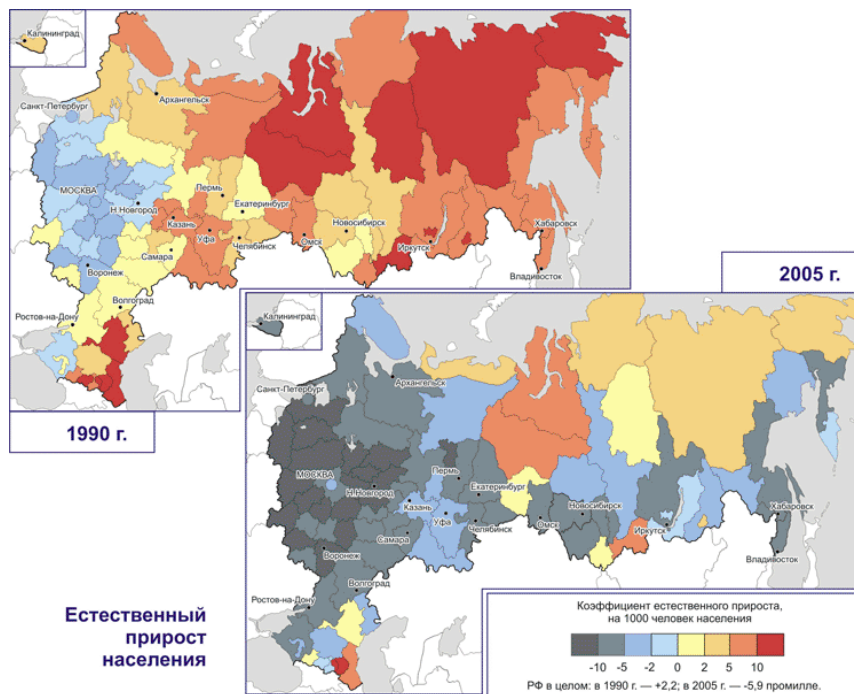 Калининград
Архангельск
Санкт-Петербург
МОСКВА
Н.Новгород
Пермь
Екатеринбург
Казань
Уфа
Челябинск
Самара
Омск
Новосибирск
Иркутск
Хабаровск
Владивосток
Воронеж
Волгоград
Ростов-на-Дону
1990 г.
2005 г.
Калининград
Архангельск
Санкт-Петербург
МОСКВА
Н.Новгород
Пермь
Екатеринбург
Казань
Уфа
Челябинск
Самара
Омск
Новосибирск
Иркутск
Хабаровск
Владивосток
Воронеж
Волгоград
Ростов-на-Дону
Естественный
прирост
населения
Коэффициент естественного прироста,
на 1000 человек населения
-10 -5 -2 0 2 5 10
РФ в целом: в 1990 г. — +2,2; в 2005 г. — -5,9 промилле.